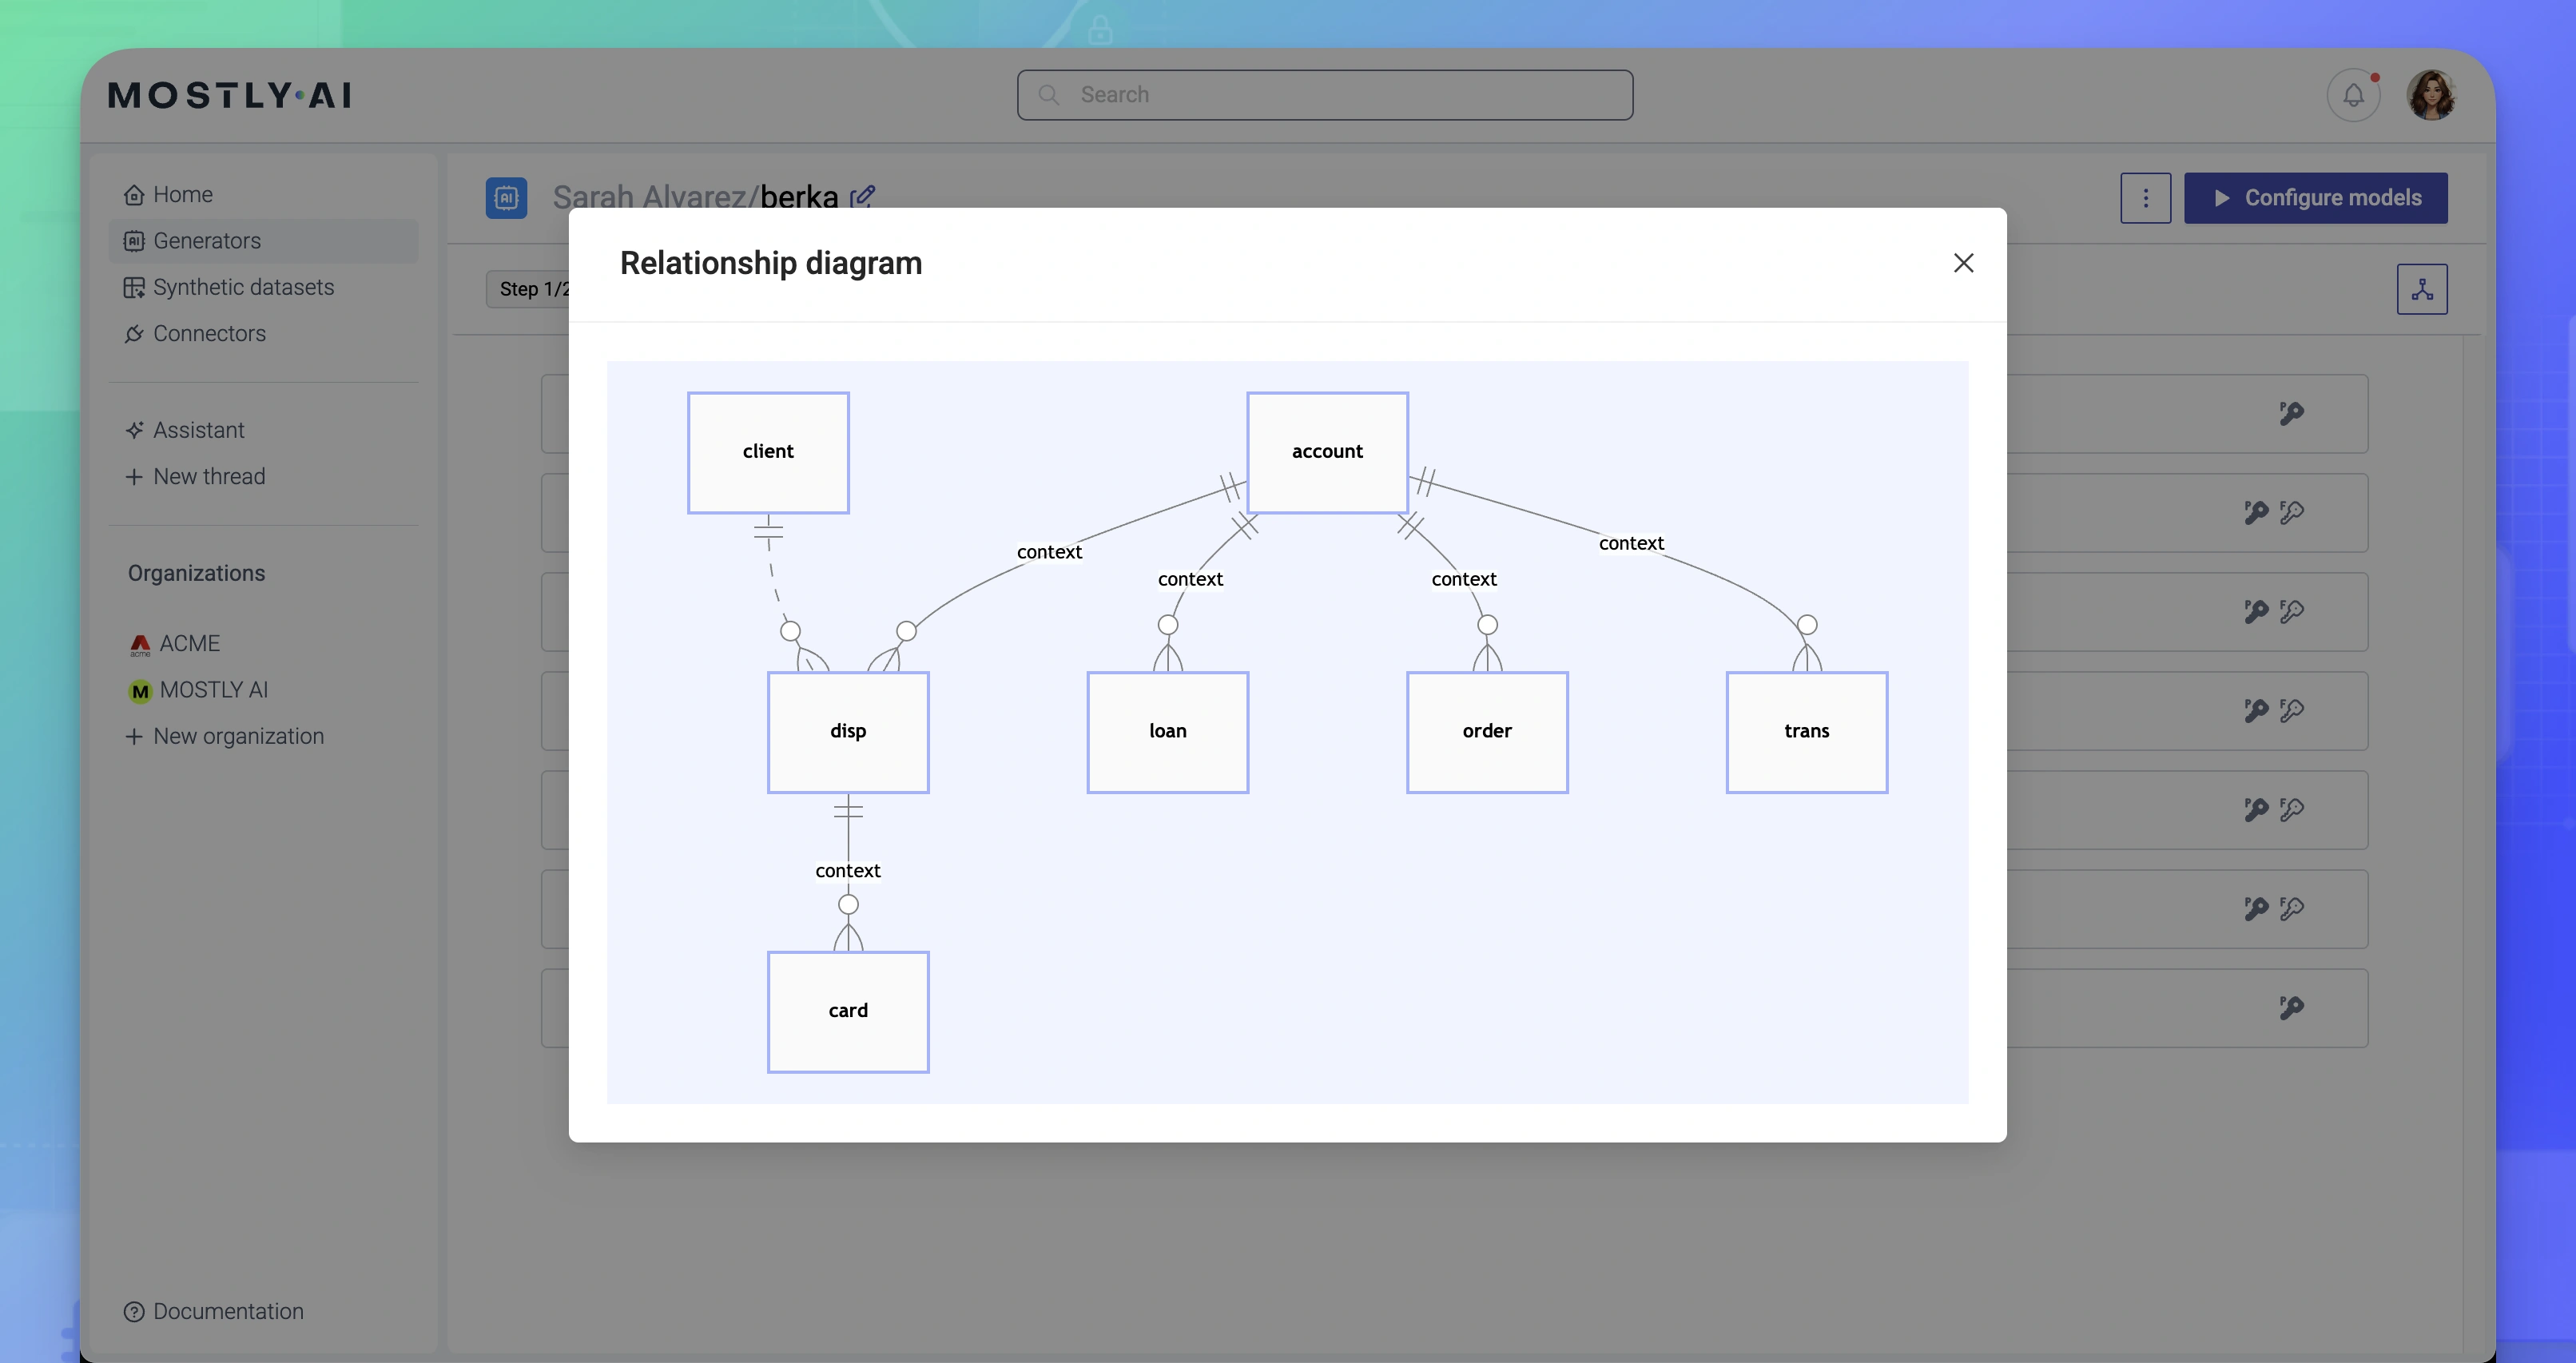 MOSTLY·AI
Search
Home
Generators
Synthetic datasets
Connectors
Assistant
New thread
Organizations
acme
ACME
M
MOSTLY AI
New organization
Documentation
AI
Sarah Alvarez/berka
Configure models
Step 1/2
Relationship diagram
client
account
context
context
context
context
disp
loan
order
trans
context
card
P
P F
P F
P F
P F
P F
P